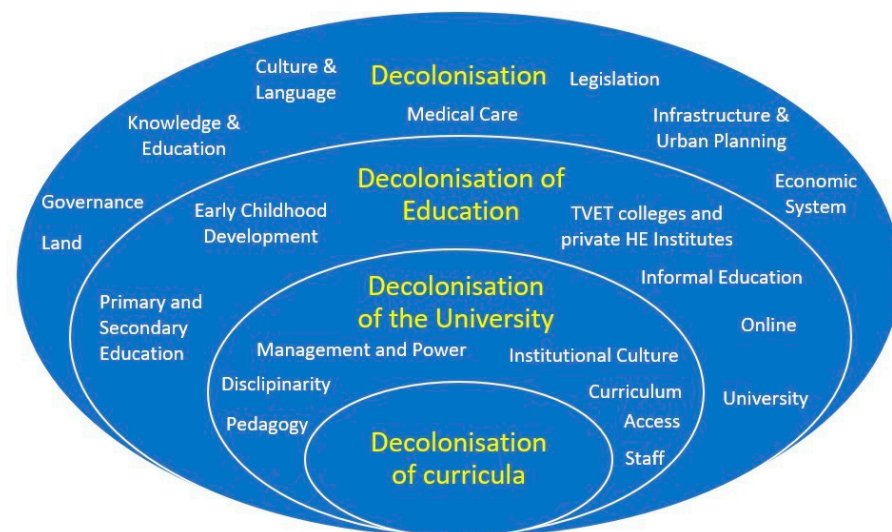 Culture &
Language
Decolonisation
Legislation
Medical Care
Knowledge &
Education
Infrastructure &
Urban Planning
Economic
System
Governance
Land
Decolonisation of
Education
Early Childhood
Development
TVET colleges and
private HE Institutes
Informal Education
Primary and
Secondary
Education
Online
University
Decolonisation
of the University
Management and Power
Institutional Culture
Disclipinarity
Curriculum
Pedagogy
Access
Staff
Decolonisation
of curricula